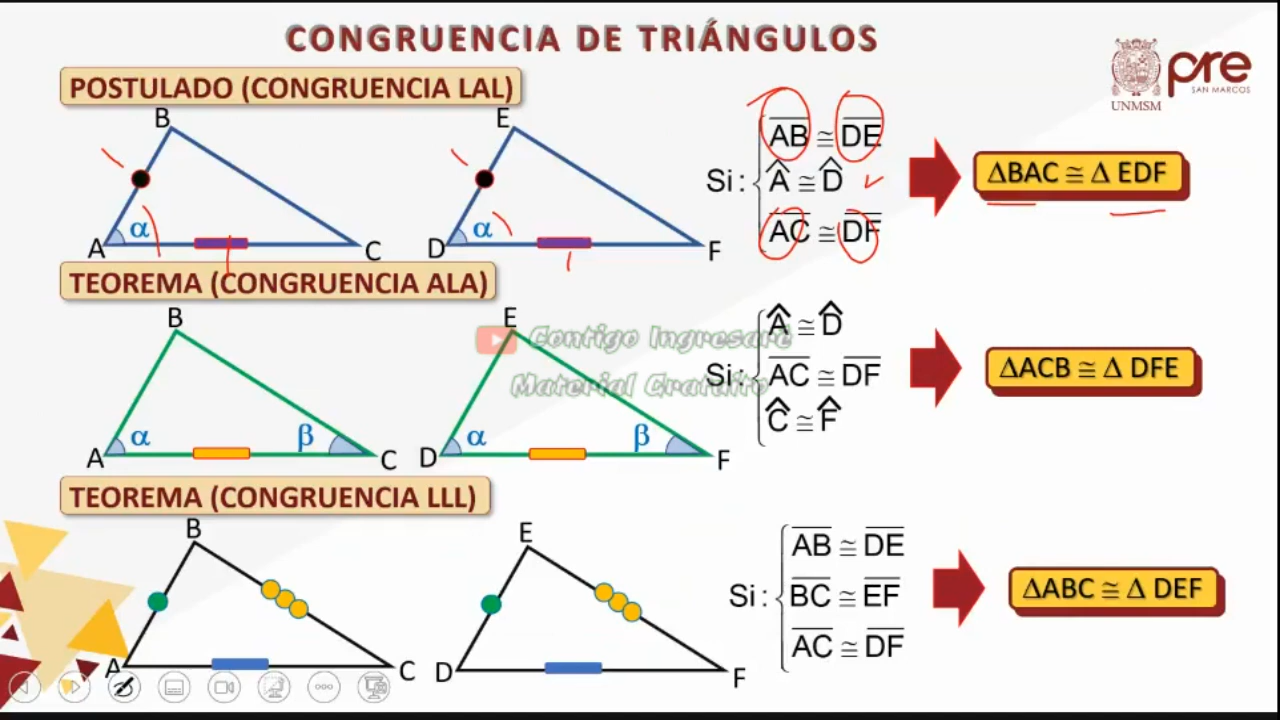 CONGRUENCIA DE TRIÁNGULOS
UNMSM
pre
SAN MARCOS
POSTULADO (CONGRUENCIA LAL)
B
A
α
C
E
D
α
F
Si:
AB ≅ DE
Â ≅ D̂
AC ≅ DF
ΔBAC ≅ Δ EDF
TEOREMA (CONGRUENCIA ALA)
B
A
α
β
C
E
D
α
β
F
Contigo Ingresaré
Material Gratuito
Si:
Â ≅ D̂
AC ≅ DF
Ĉ ≅ F̂
ΔACB ≅ Δ DFE
TEOREMA (CONGRUENCIA LLL)
B
A
C
E
D
F
Si:
AB ≅ DE
BC ≅ EF
AC ≅ DF
ΔABC ≅ Δ DEF